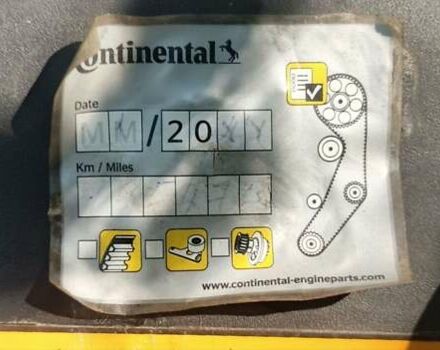 Continental
Date
MM/20XY
Km / Miles
www.continental-engineparts.com